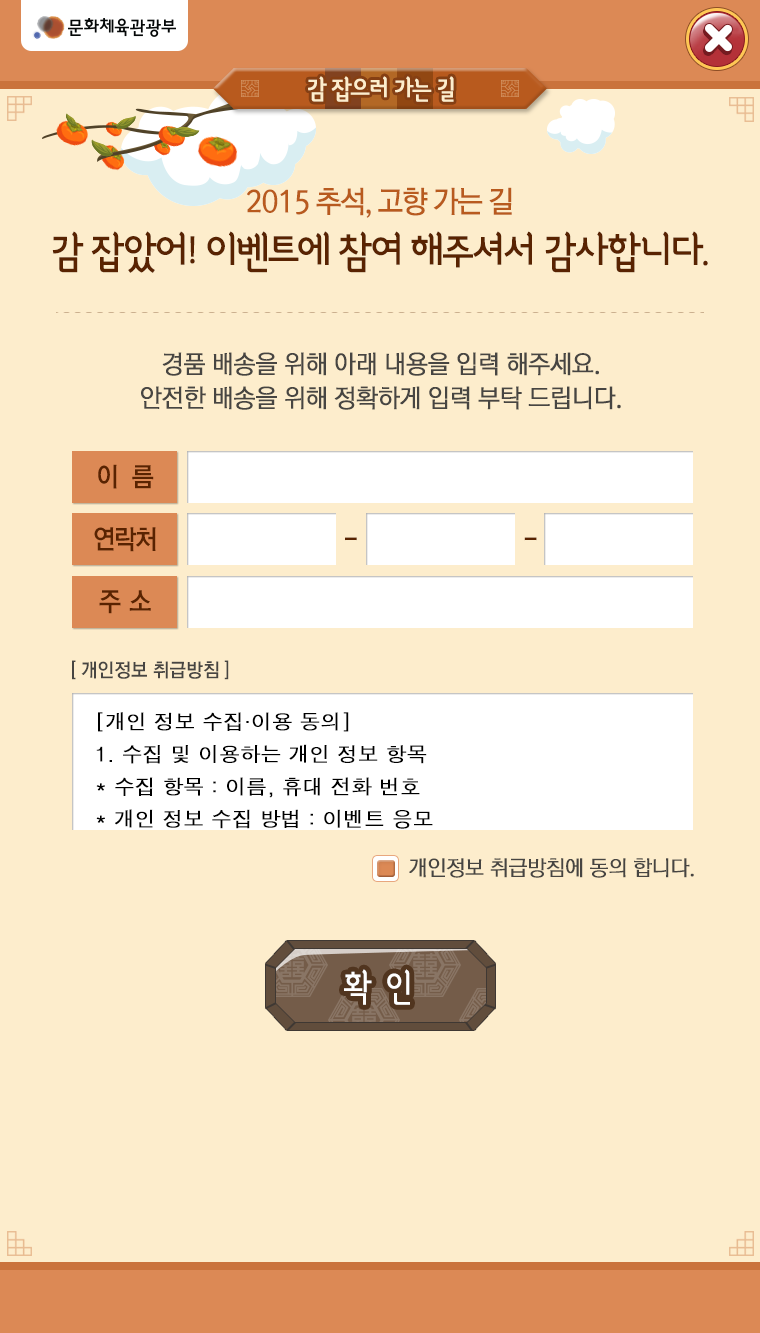 문화체육관광부
감 잡으러 가는 길
2015 추석, 고향 가는 길
감 잡았어! 이벤트에 참여 해주셔서 감사합니다.
경품 배송을 위해 아래 내용을 입력 해주세요.
안전한 배송을 위해 정확하게 입력 부탁 드립니다.
이 름
연락처 - -
주 소
[ 개인정보 취급방침 ]
[개인 정보 수집·이용 동의]
1. 수집 및 이용하는 개인 정보 항목
* 수집 항목 : 이름, 휴대 전화 번호
* 개인 정보 수집 방법 : 이벤트 응모
개인정보 취급방침에 동의 합니다.
확 인